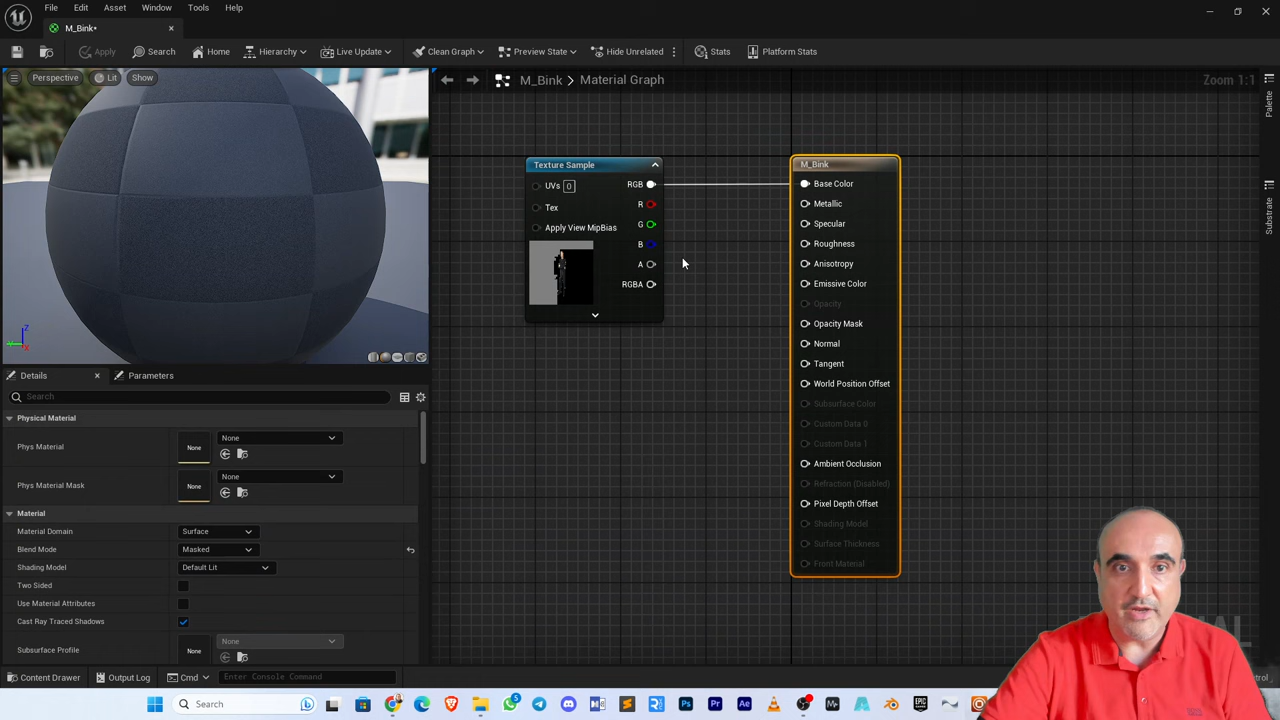 File Edit Asset Window Tools Help
M_Bink•
Apply Search Home Hierarchy Live Update Clean Graph Preview State Hide Unrelated Stats Platform Stats
Perspective Lit Show
M_Bink > Material Graph Zoom 1:1
Palette
Substrate
Texture Sample
UVs 0 RGB
R
Tex
G
Apply View MipBias
B
A
RGBA
M_Bink
Base Color
Metallic
Specular
Roughness
Anisotropy
Emissive Color
Opacity
Opacity Mask
Normal
Tangent
World Position Offset
Subsurface Color
Custom Data 0
Custom Data 1
Ambient Occlusion
Refraction (Disabled)
Pixel Depth Offset
Shading Model
Surface Thickness
Front Material
Details Parameters
Search
Physical Material
Phys Material None None
Phys Material Mask None None
Material
Material Domain Surface
Blend Mode Masked
Shading Model Default Lit
Two Sided
Use Material Attributes
Cast Ray Traced Shadows
Subsurface Profile None None
Content Drawer Output Log Cmd Enter Console Command
Search